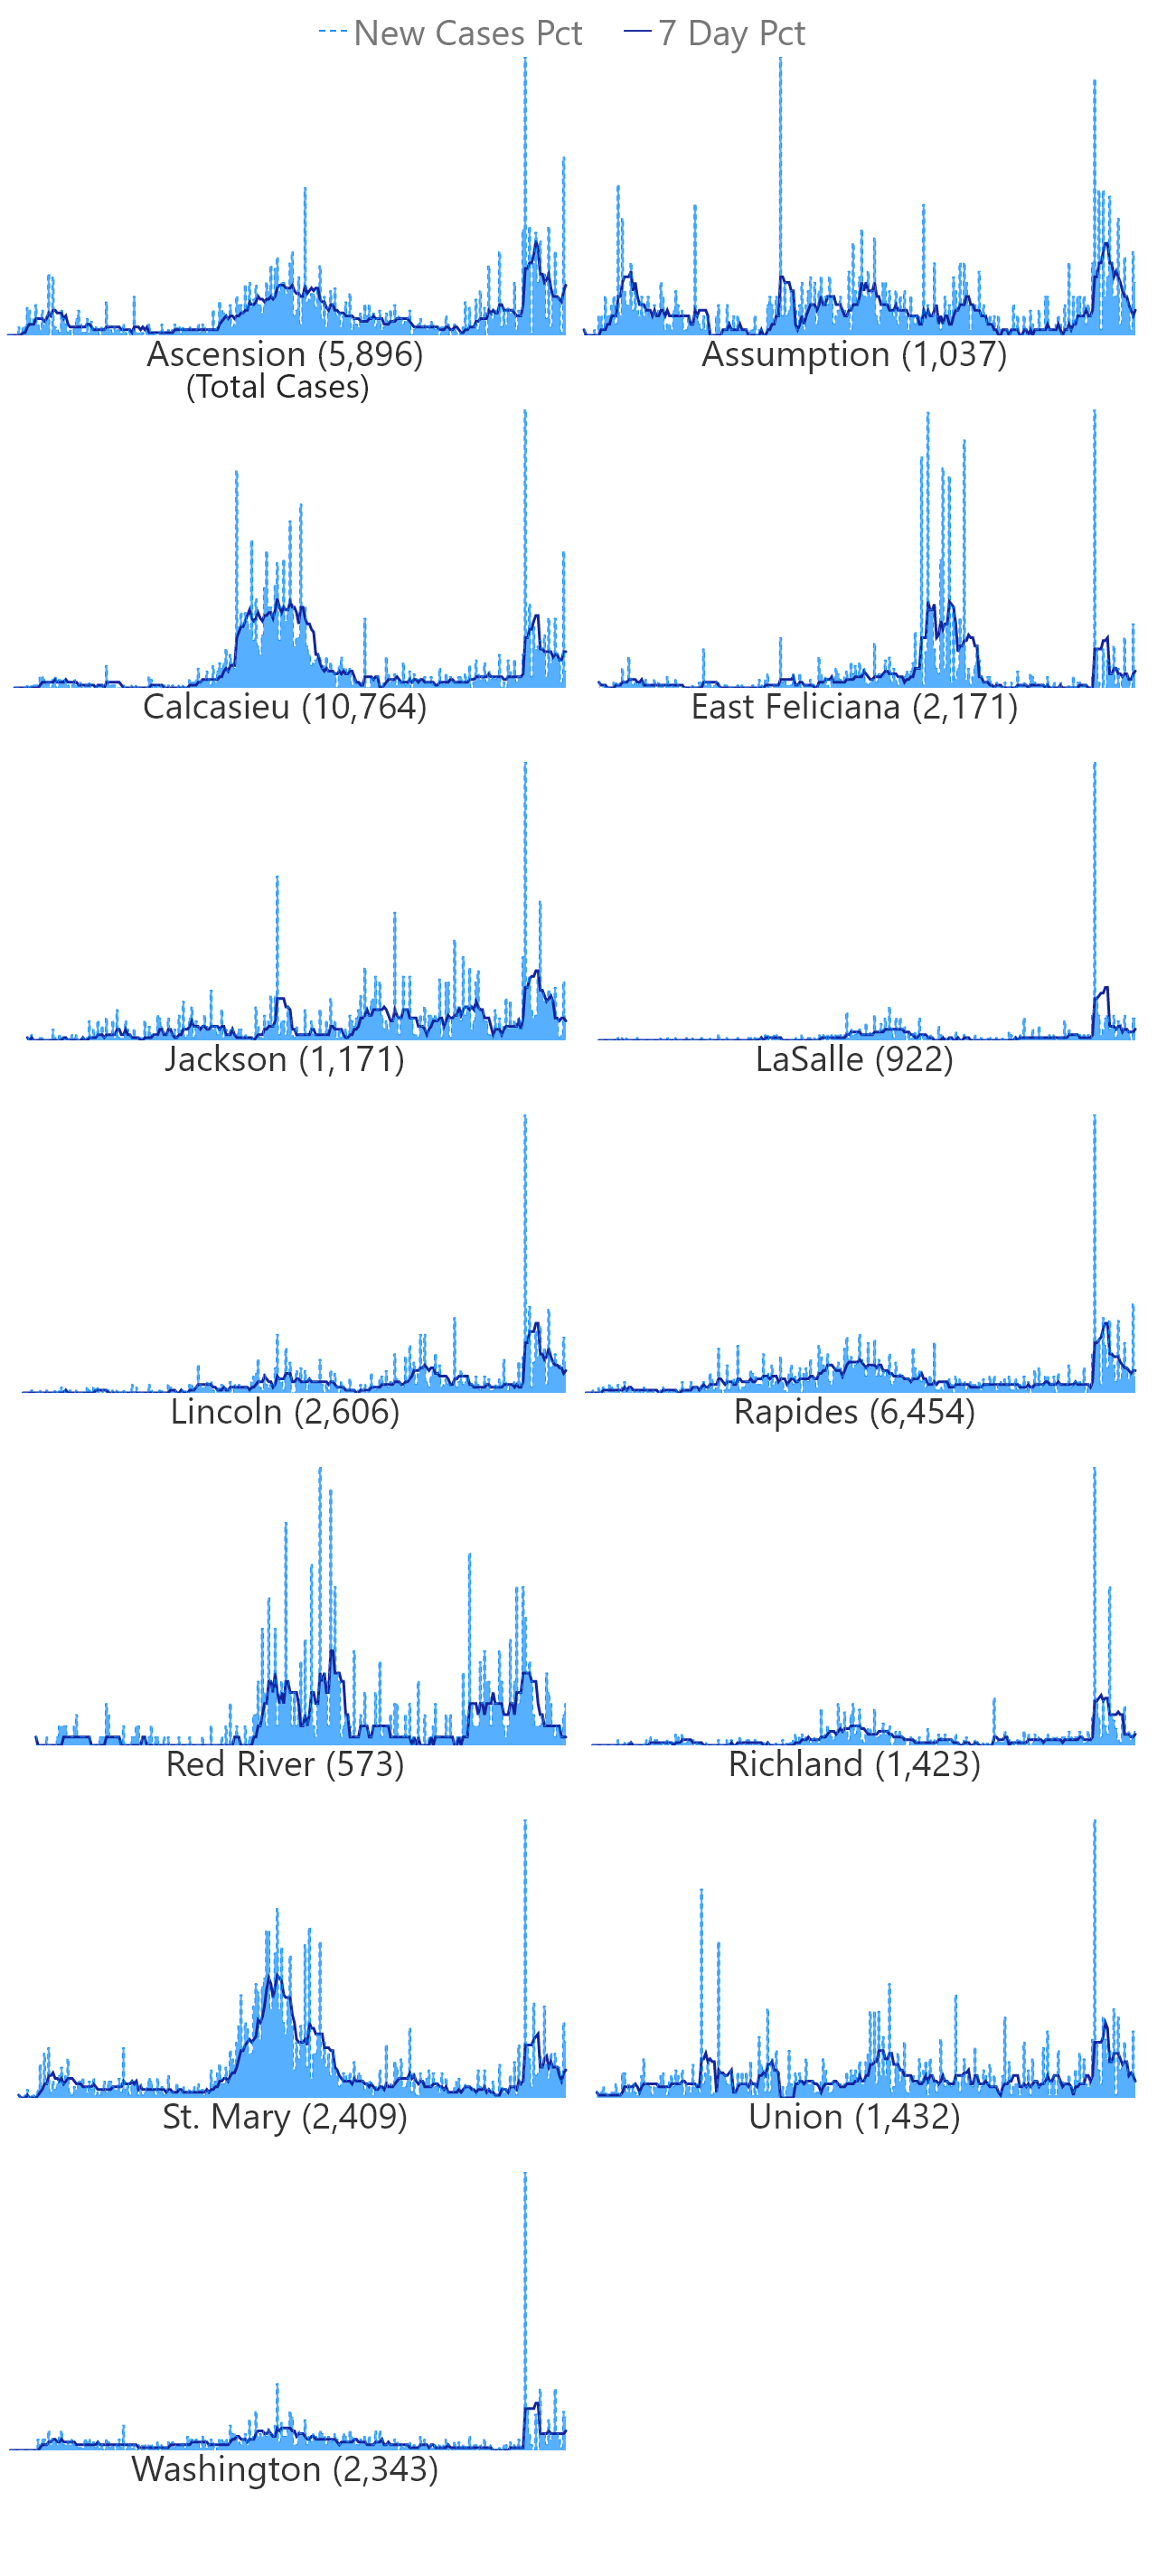 New Cases Pct 7 Day Pct
Ascension (5,896)
(Total Cases)
Assumption (1,037)
Calcasieu (10,764)
East Feliciana (2,171)
Jackson (1,171)
LaSalle (922)
Lincoln (2,606)
Rapides (6,454)
Red River (573)
Richland (1,423)
St. Mary (2,409)
Union (1,432)
Washington (2,343)